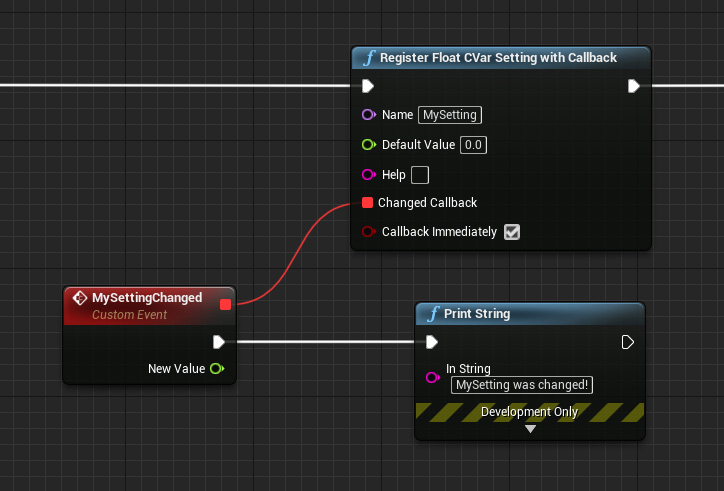 f Register Float CVar Setting with Callback
Name MySetting
Default Value 0.0
Help
Changed Callback
Callback Immediately
MySettingChanged
Custom Event
New Value
f Print String
In String
MySetting was changed!
Development Only